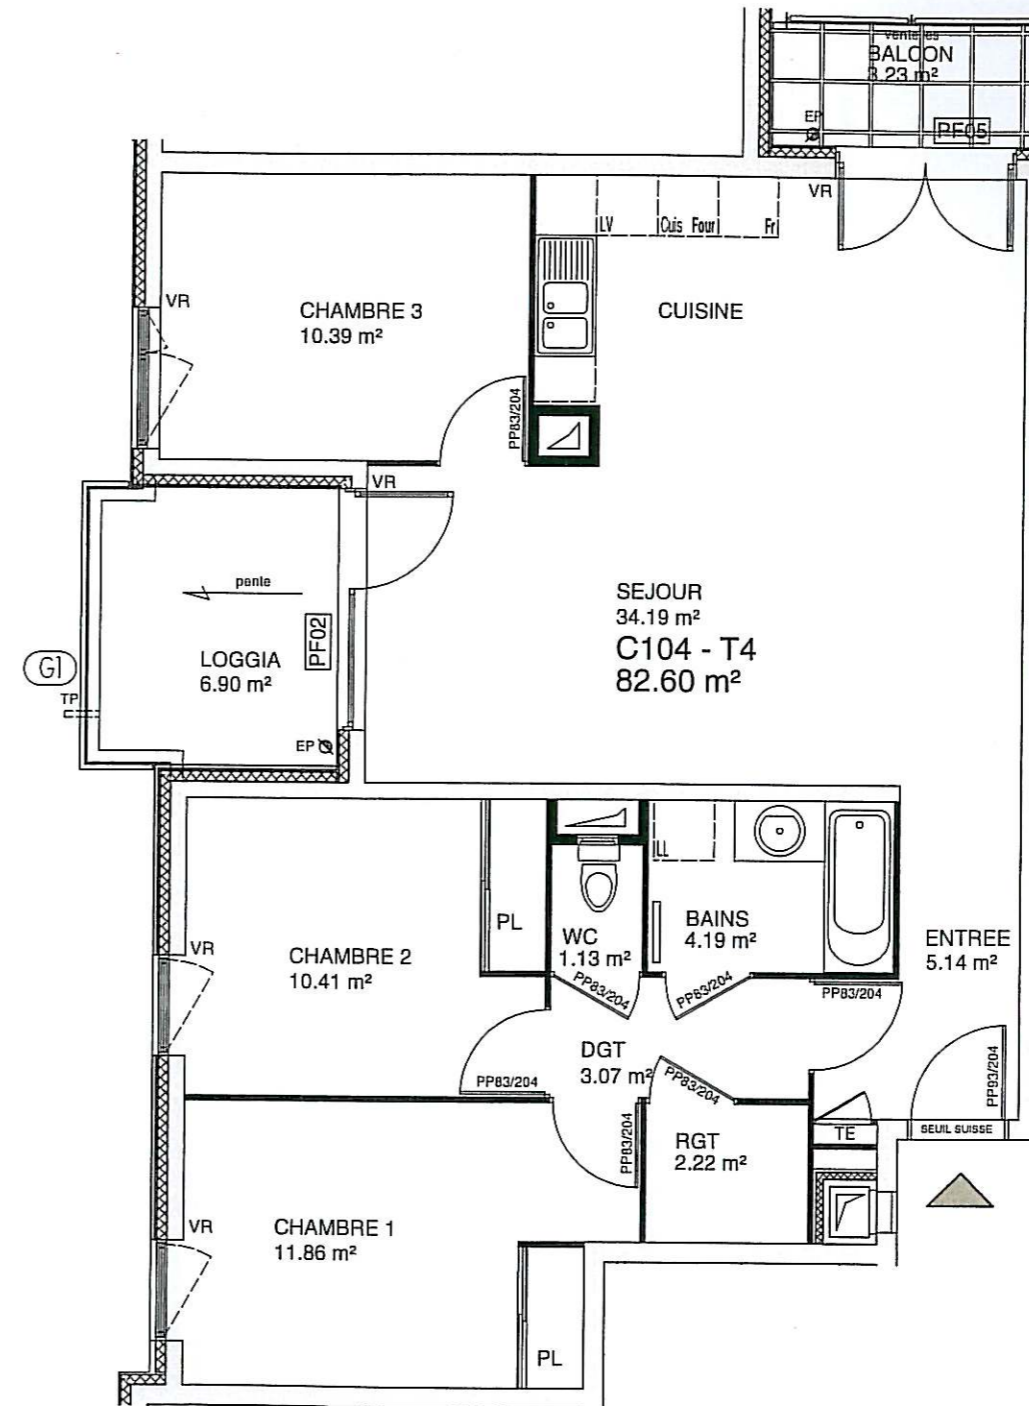 ventelles
BALCON
3.23 m²
EP
PF05
VR
LV
Cuis
Four
Fr
VR
CHAMBRE 3
10.39 m²
CUISINE
PP83/204
VR
pente
PF02
LOGGIA
6.90 m²
G1
TP
EP
SEJOUR
34.19 m²
C104 - T4
82.60 m²
LL
PL
WC
1.13 m²
BAINS
4.19 m²
ENTREE
5.14 m²
VR
CHAMBRE 2
10.41 m²
PP83/204
PP83/204
PP83/204
DGT
3.07 m²
PP83/204
PP83/204
PP83/204
PP93/204
RGT
2.22 m²
TE
SEUIL SUISSE
VR
CHAMBRE 1
11.86 m²
PL